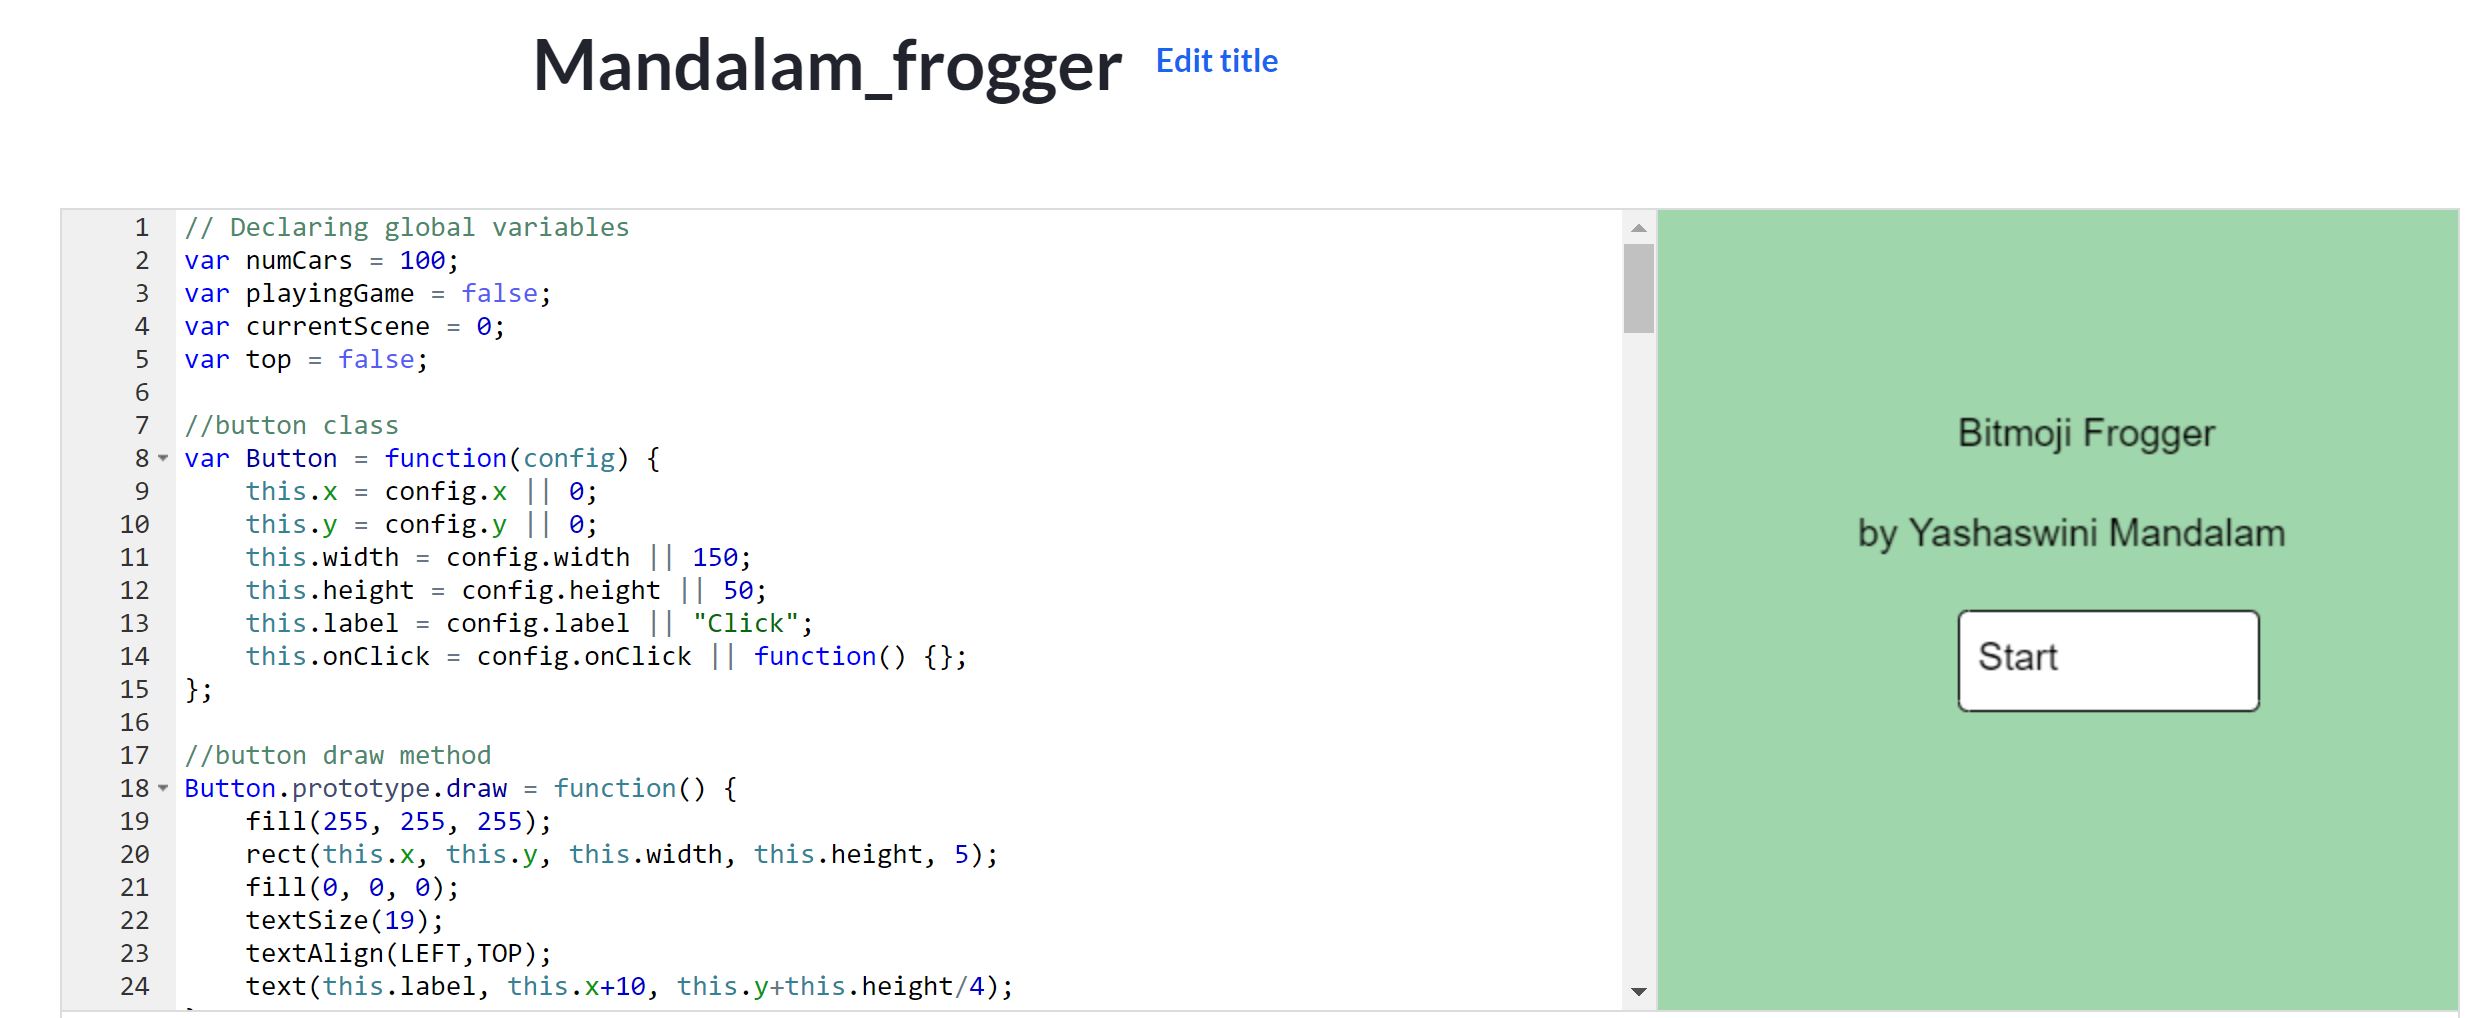 Mandalam_frogger Edit title
1 // Declaring global variables
2 var numCars = 100;
3 var playingGame = false;
4 var currentScene = 0;
5 var top = false;
6
7 //button class
8 var Button = function(config) {
9     this.x = config.x || 0;
10     this.y = config.y || 0;
11     this.width = config.width || 150;
12     this.height = config.height || 50;
13     this.label = config.label || "Click";
14     this.onClick = config.onClick || function() {};
15 };
16
17 //button draw method
18 Button.prototype.draw = function() {
19     fill(255, 255, 255);
20     rect(this.x, this.y, this.width, this.height, 5);
21     fill(0, 0, 0);
22     textSize(19);
23     textAlign(LEFT,TOP);
24     text(this.label, this.x+10, this.y+this.height/4);
Bitmoji Frogger
by Yashaswini Mandalam
Start